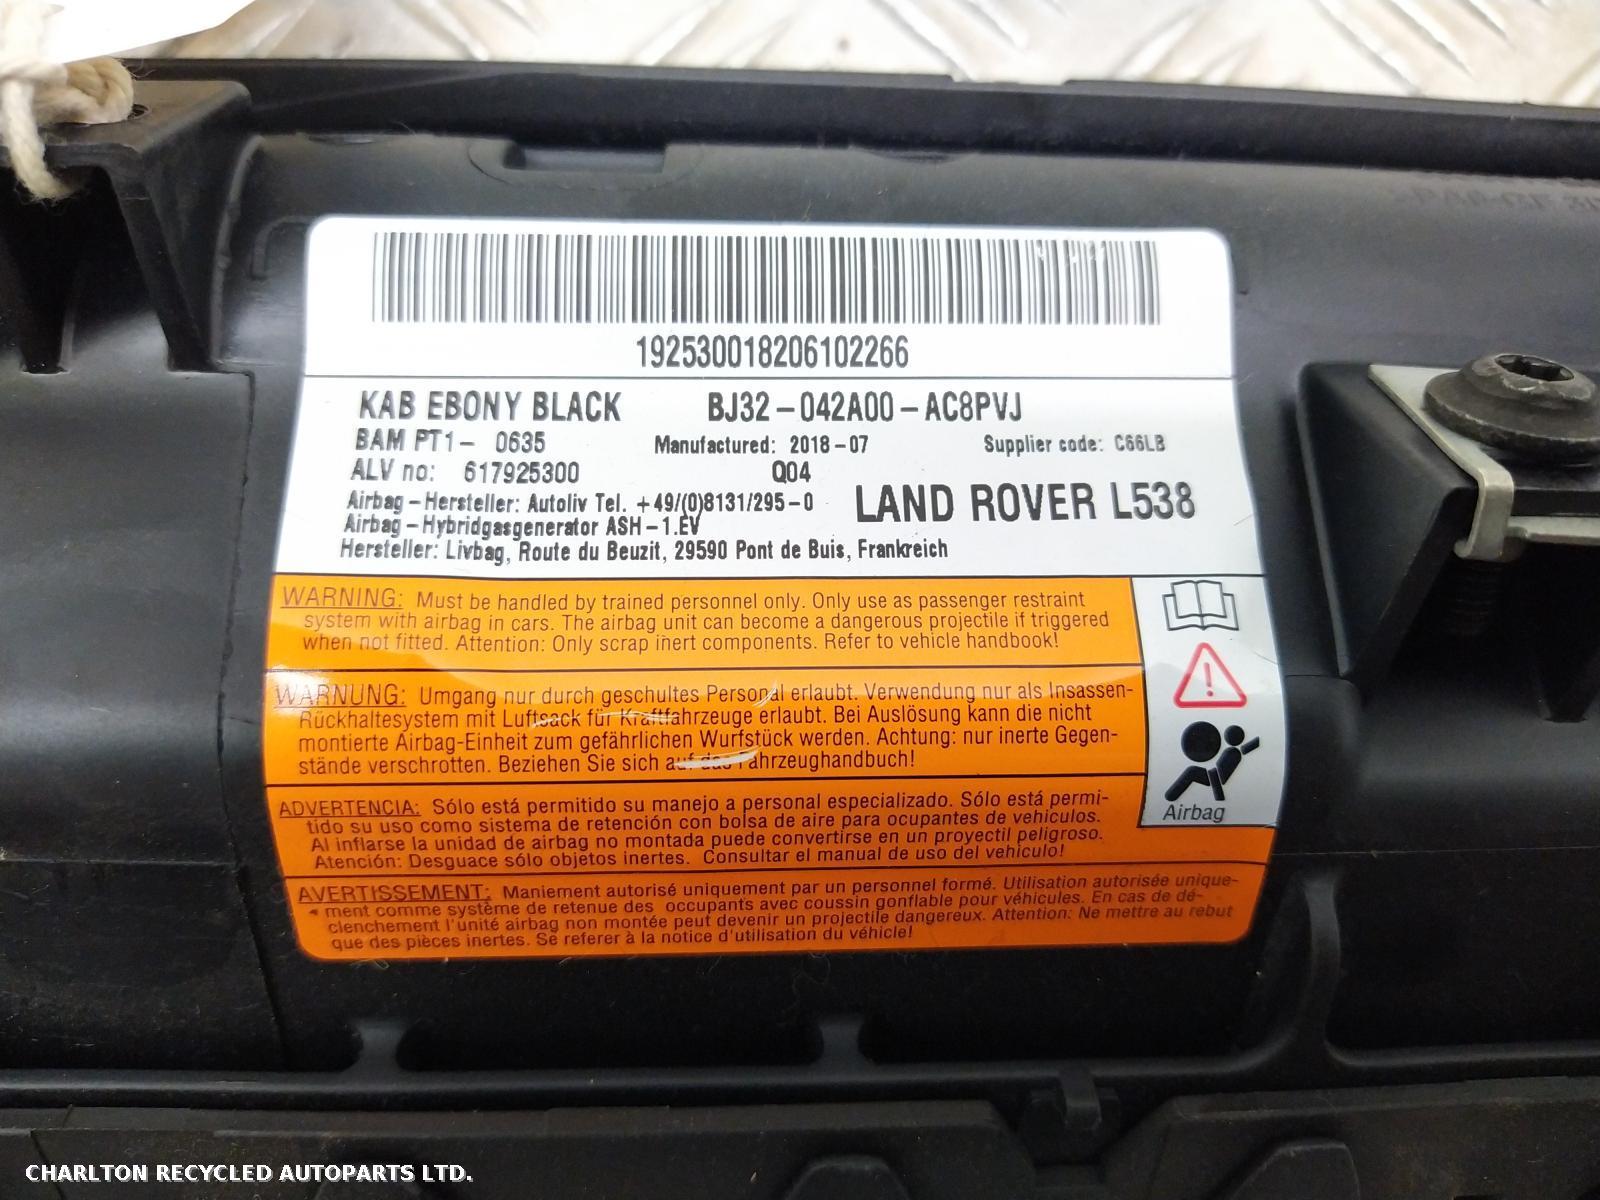 192530018206102266
KAB EBONY BLACK BJ32-042A00-AC8PVJ
BAM PT1- 0635 Manufactured: 2018-07 Supplier code: C66LB
ALV no: 617925300 Q04
Airbag-Hersteller: Autoliv Tel. +49/(0)8131/295-0
LAND ROVER L538
Airbag-Hybridgasgenerator ASH-1.EV
Hersteller: Livbag, Route du Beuzit, 29590 Pont de Buis, Frankreich
WARNING: Must be handled by trained personnel only. Only use as passenger restraint
system with airbag in cars. The airbag unit can become a dangerous projectile if triggered
when not fitted. Attention: Only scrap inert components. Refer to vehicle handbook!
WARNUNG: Umgang nur durch geschultes Personal erlaubt. Verwendung nur als Insassen-
Rückhaltesystem mit Luftsack für Kraftfahrzeuge erlaubt. Bei Auslösung kann die nicht
montierte Airbag-Einheit zum gefährlichen Wurfstück werden. Achtung: nur inerte Gegen-
stände verschrotten. Beziehen Sie sich auf das Fahrzeughandbuch!
Airbag
ADVERTENCIA: Sólo está permitido su manejo a personal especializado. Sólo está permi-
tido su uso como sistema de retención con bolsa de aire para ocupantes de vehículos.
Al inflarse la unidad de airbag no montada puede convertirse en un proyectil peligroso.
Atención: Desguace sólo objetos inertes. Consultar el manual de uso del vehículo!
AVERTISSEMENT: Maniement autorisé uniquement par un personnel formé. Utilisation autorisée unique-
ment comme système de retenue des occupants avec coussin gonflable pour véhicules. En cas de dé-
clenchement l'unité airbag non montée peut devenir un projectile dangereux. Attention: Ne mettre au rebut
que des pièces inertes. Se referer à la notice d'utilisation du véhicle!
CHARLTON RECYCLED AUTOPARTS LTD.